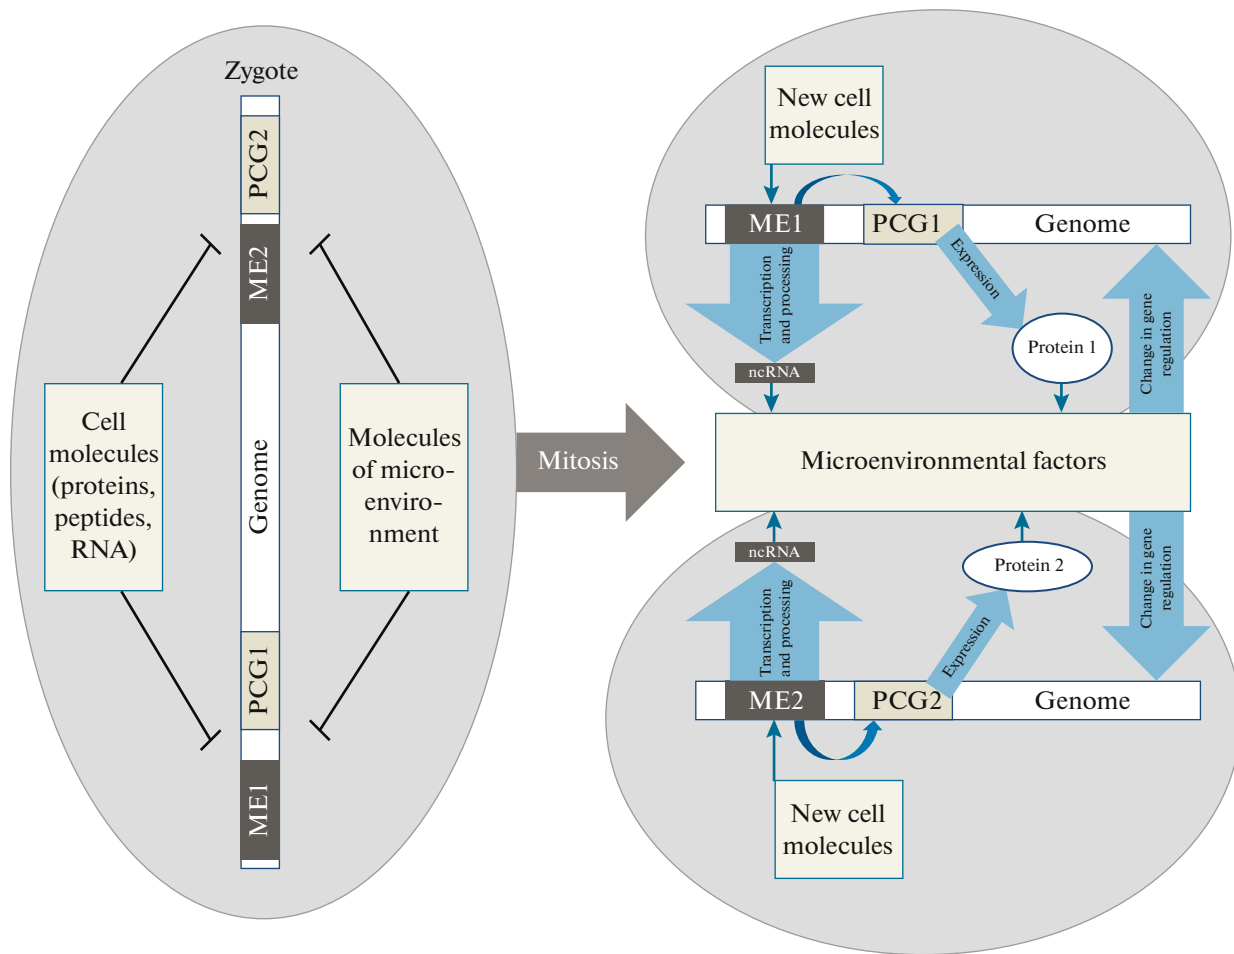 Zygote
PCG2
ME2
Genome
PCG1
ME1
Cell
molecules
(proteins,
peptides,
RNA)
Molecules
of micro-
enviro-
nment
Mitosis
New cell
molecules
ME1
PCG1
Genome
Transcription
and processing
Expression
Protein 1
ncRNA
Change in gene
regulation
Microenvironmental factors
ncRNA
Protein 2
Transcription
and processing
Expression
Change in gene
regulation
ME2
PCG2
Genome
New cell
molecules